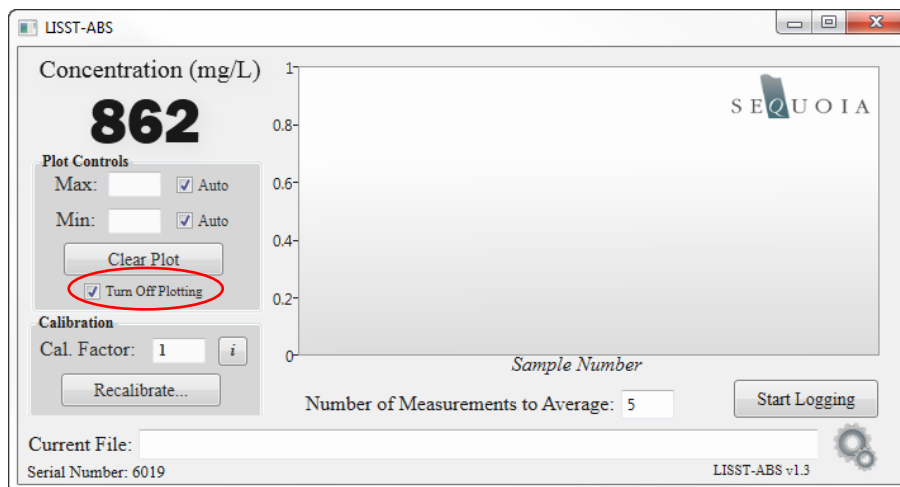 LISST-ABS
Concentration (mg/L)
862
Plot Controls
Max:
Auto
Min:
Auto
Clear Plot
Turn Off Plotting
Calibration
Cal. Factor: 1 i
Recalibrate...
1
0.8
0.6
0.4
0.2
0
SEQUOIA
Sample Number
Number of Measurements to Average: 5
Start Logging
Current File:
Serial Number: 6019
LISST-ABS v1.3